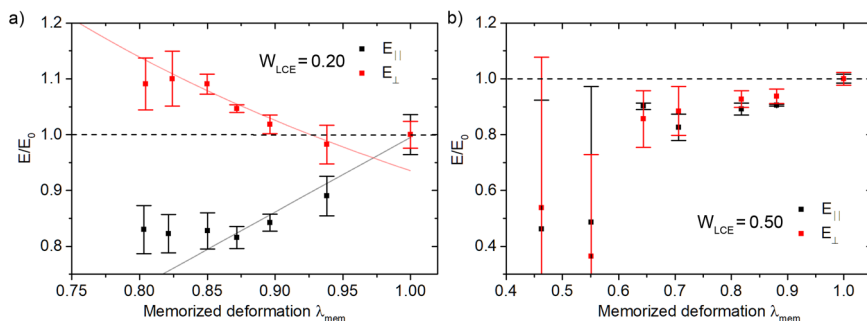 a)
1.2
1.1
1.0
0.9
0.8
E/E0
W_LCE = 0.20
E||
E⊥
0.75
0.80
0.85
0.90
0.95
1.00
Memorized deformation λmem
b)
1.2
1.0
0.8
0.6
0.4
E/E0
W_LCE = 0.50
E||
E⊥
0.4
0.5
0.6
0.7
0.8
0.9
1.0
Memorized deformation λmem